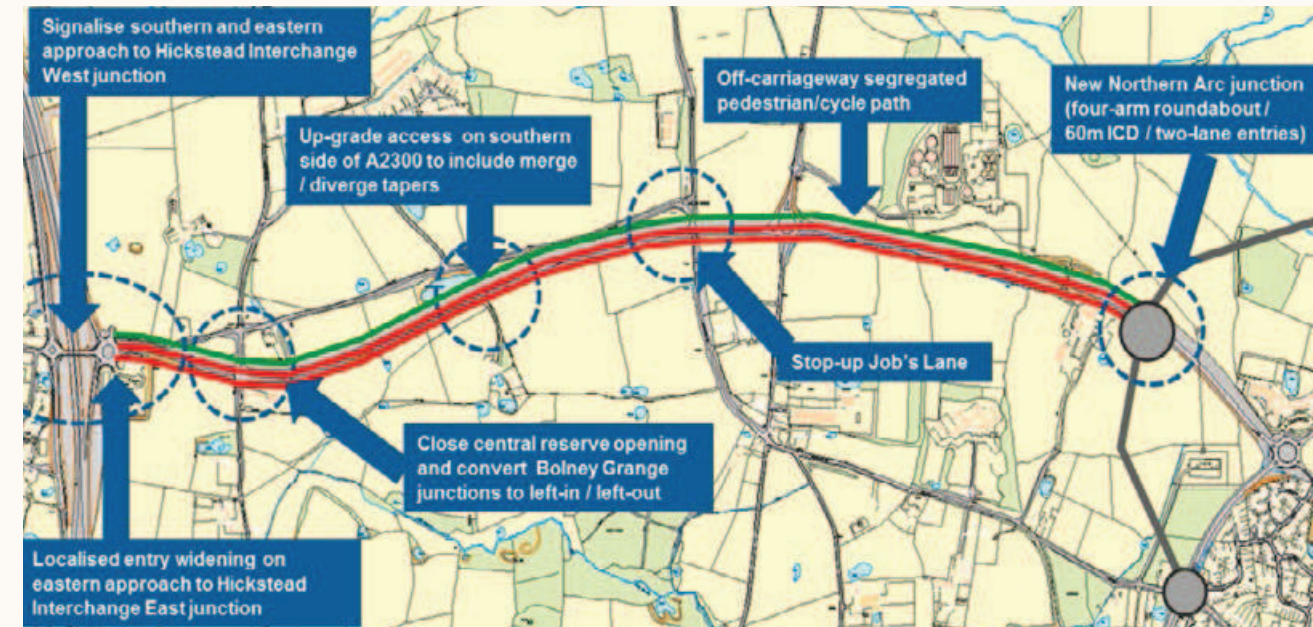 Signalise southern and eastern
approach to Hickstead Interchange
West junction
Up-grade access on southern
side of A2300 to include merge
/ diverge tapers
Off-carriageway segregated
pedestrian/cycle path
New Northern Arc junction
(four-arm roundabout /
60m ICD / two-lane entries)
Stop-up Job's Lane
Close central reserve opening
and convert Bolney Grange
junctions to left-in / left-out
Localised entry widening on
eastern approach to Hickstead
Interchange East junction